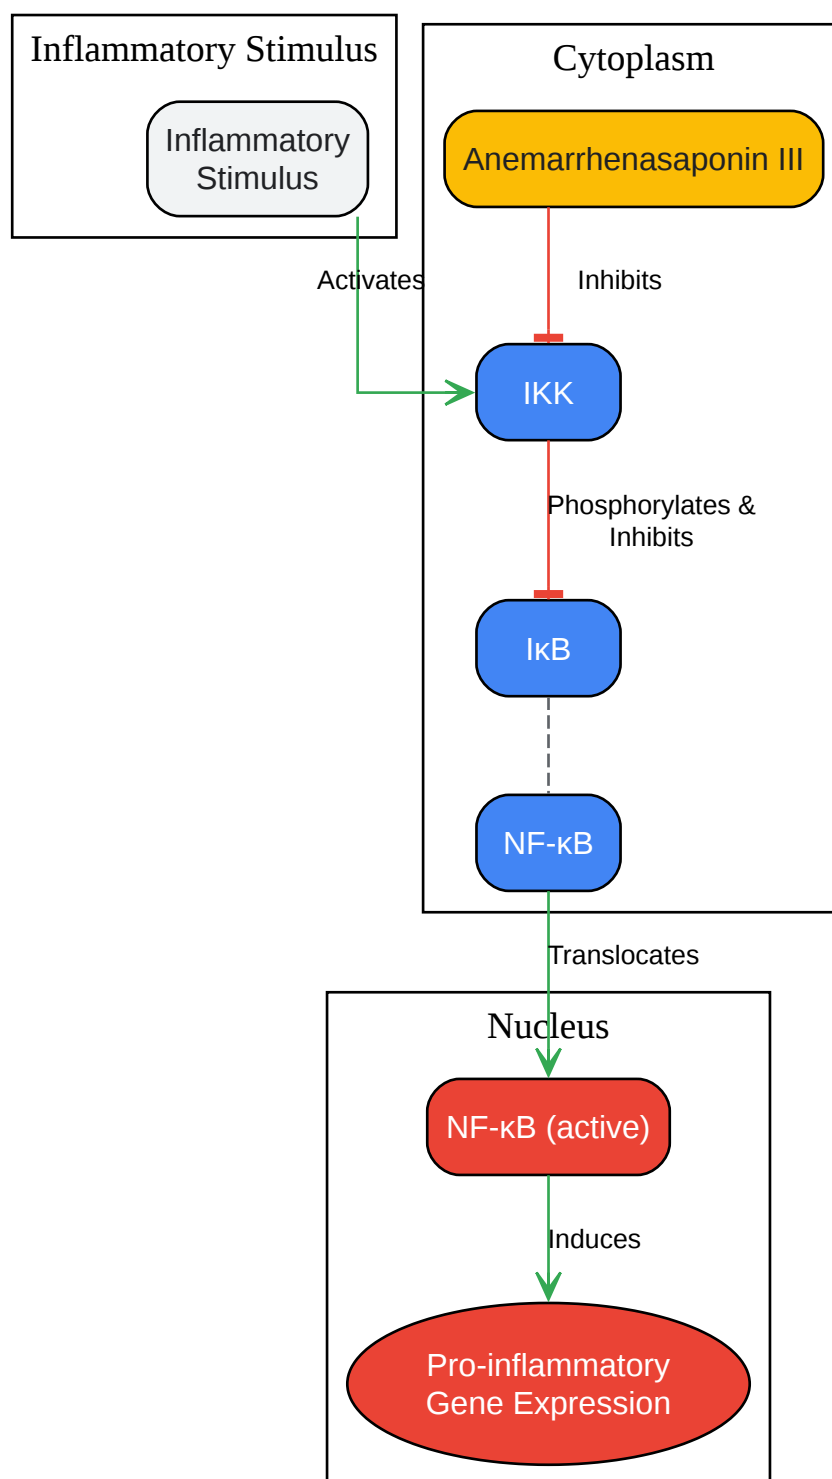 Inflammatory Stimulus
Inflammatory
Stimulus
Cytoplasm
Anemarrhenasaponin III
Activates
Inhibits
IKK
Phosphorylates &
Inhibits
IκB
NF-κB
Translocates
Nucleus
NF-κB (active)
Induces
Pro-inflammatory
Gene Expression